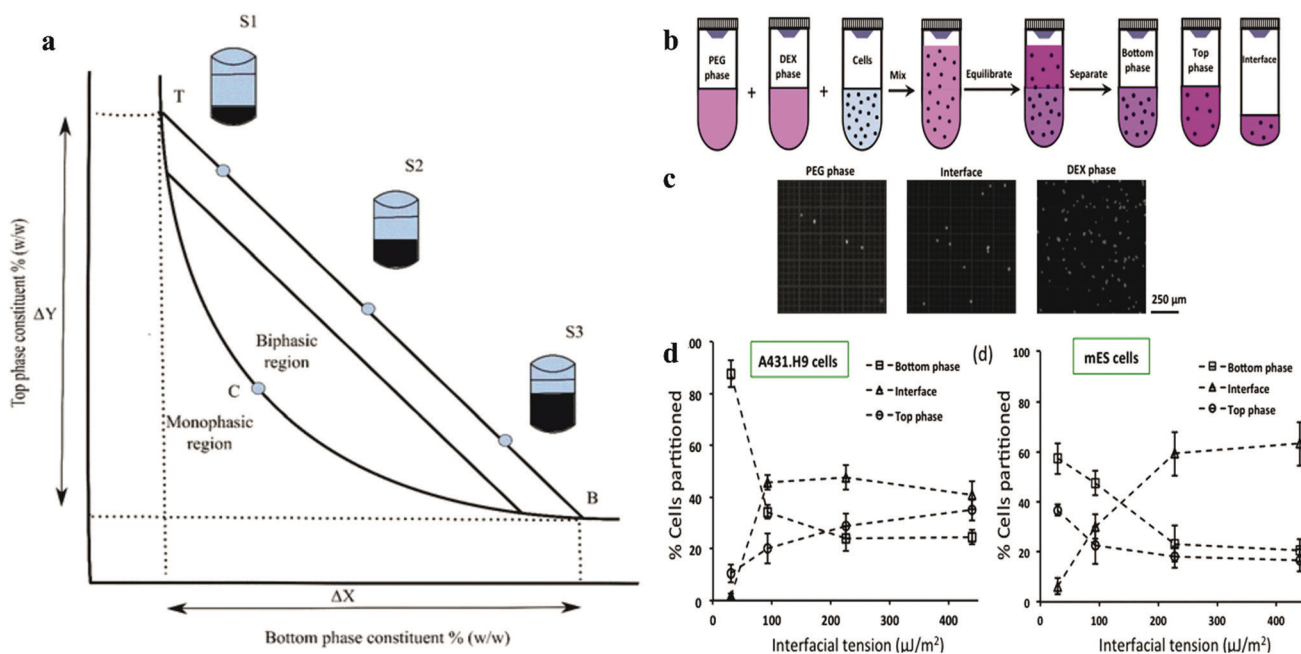 a
S1
T
S2
S3
ΔY
Top phase constituent % (w/w)
Biphasic
region
C
Monophasic
region
B
ΔX
Bottom phase constituent % (w/w)
b
PEG
phase
+
DEX
phase
+
Cells
Mix
Equilibrate
Separate
Bottom
phase
Top
phase
Interface
c
PEG phase
Interface
DEX phase
250 µm
d
A431.H9 cells
Bottom phase
Interface
Top phase
% Cells partitioned
100
80
60
40
20
0
0
100
200
300
400
Interfacial tension (µJ/m²)
(d)
mES cells
Bottom phase
Interface
Top phase
% Cells partitioned
100
80
60
40
20
0
0
100
200
300
400
Interfacial tension (µJ/m²)